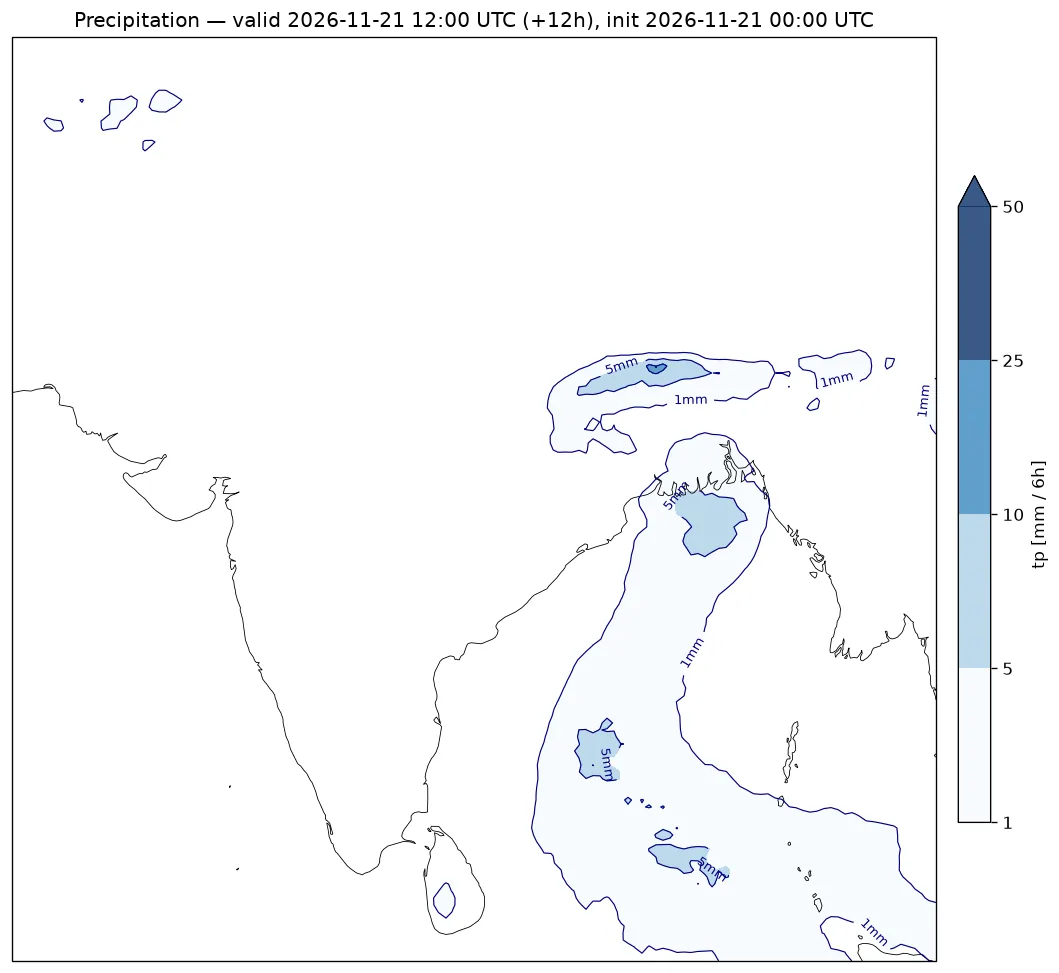 Precipitation — valid 2026-11-21 12:00 UTC (+12h), init 2026-11-21 00:00 UTC
50
25
10
5
1
tp [mm / 6h]
5mm
1mm
1mm
1mm
5mm
1mm
5mm
5mm
1mm